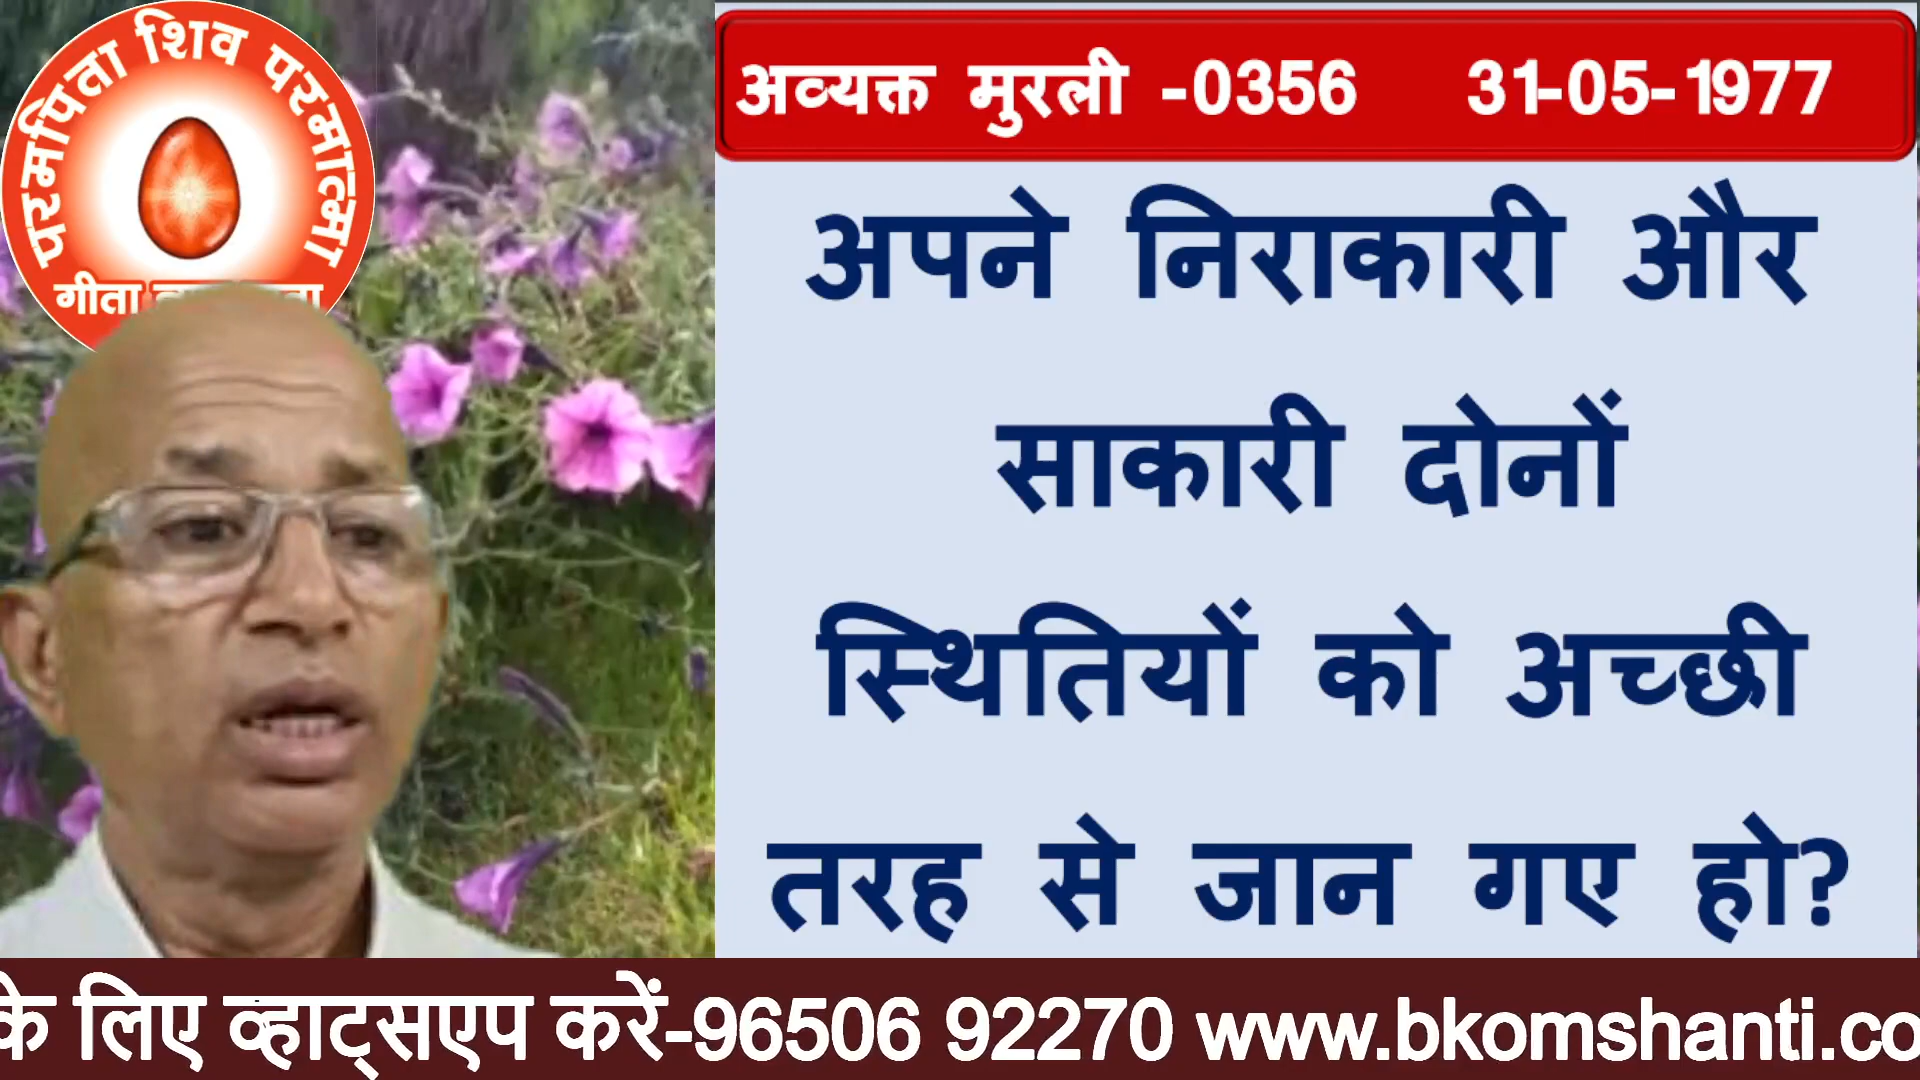 परमपिता शिव परमात्मा
गीता
अव्यक्त मुरली -0356 31-05-1977
अपने निराकारी और
साकारी दोनों
स्थितियों को अच्छी
तरह से जान गए हो?
के लिए व्हाट्सएप करें-96506 92270 www.bkomshanti.co